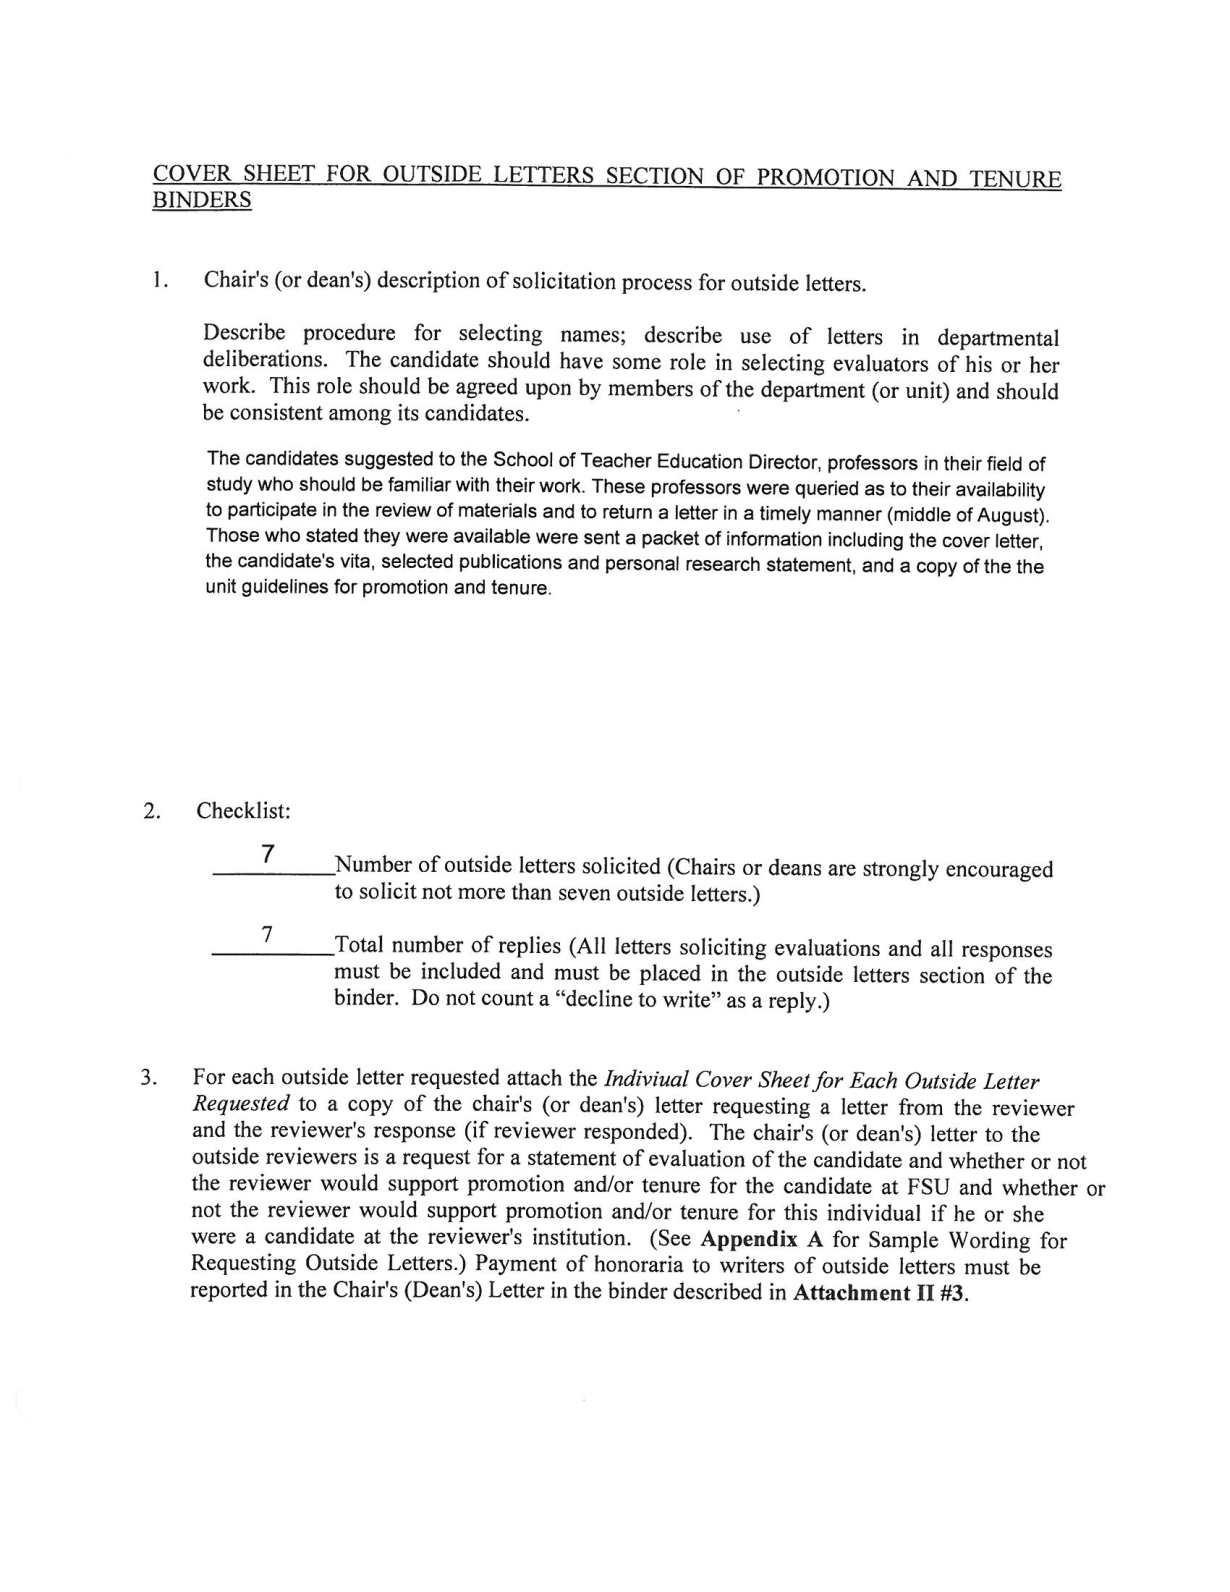 COVER SHEET FOR OUTSIDE LETTERS SECTION OF PROMOTION AND TENURE
BINDERS
1. Chair's (or dean's) description of solicitation process for outside letters.
Describe procedure for selecting names; describe use of letters in departmental
deliberations. The candidate should have some role in selecting evaluators of his or her
work. This role should be agreed upon by members of the department (or unit) and should
be consistent among its candidates.
The candidates suggested to the School of Teacher Education Director, professors in their field of
study who should be familiar with their work. These professors were queried as to their availability
to participate in the review of materials and to return a letter in a timely manner (middle of August).
Those who stated they were available were sent a packet of information including the cover letter,
the candidate's vita, selected publications and personal research statement, and a copy of the the
unit guidelines for promotion and tenure.
2. Checklist:
7 Number of outside letters solicited (Chairs or deans are strongly encouraged
to solicit not more than seven outside letters.)
7 Total number of replies (All letters soliciting evaluations and all responses
must be included and must be placed in the outside letters section of the
binder. Do not count a “decline to write” as a reply.)
3. For each outside letter requested attach the Indiviual Cover Sheet for Each Outside Letter
Requested to a copy of the chair's (or dean's) letter requesting a letter from the reviewer
and the reviewer's response (if reviewer responded). The chair's (or dean's) letter to the
outside reviewers is a request for a statement of evaluation of the candidate and whether or not
the reviewer would support promotion and/or tenure for the candidate at FSU and whether or
not the reviewer would support promotion and/or tenure for this individual if he or she
were a candidate at the reviewer's institution. (See Appendix A for Sample Wording for
Requesting Outside Letters.) Payment of honoraria to writers of outside letters must be
reported in the Chair's (Dean's) Letter in the binder described in Attachment II #3.